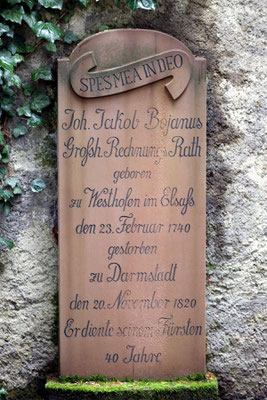 SPES MEA IN DEO
Joh. Jakob Bojanus
Großh. Rechnungs Rath
geboren
zu Westhofen im Elsaß
den 23. Februar 1740
gestorben
zu Darmstadt
den 20. November 1820
Er diente seinem Fürsten
40 Jahre